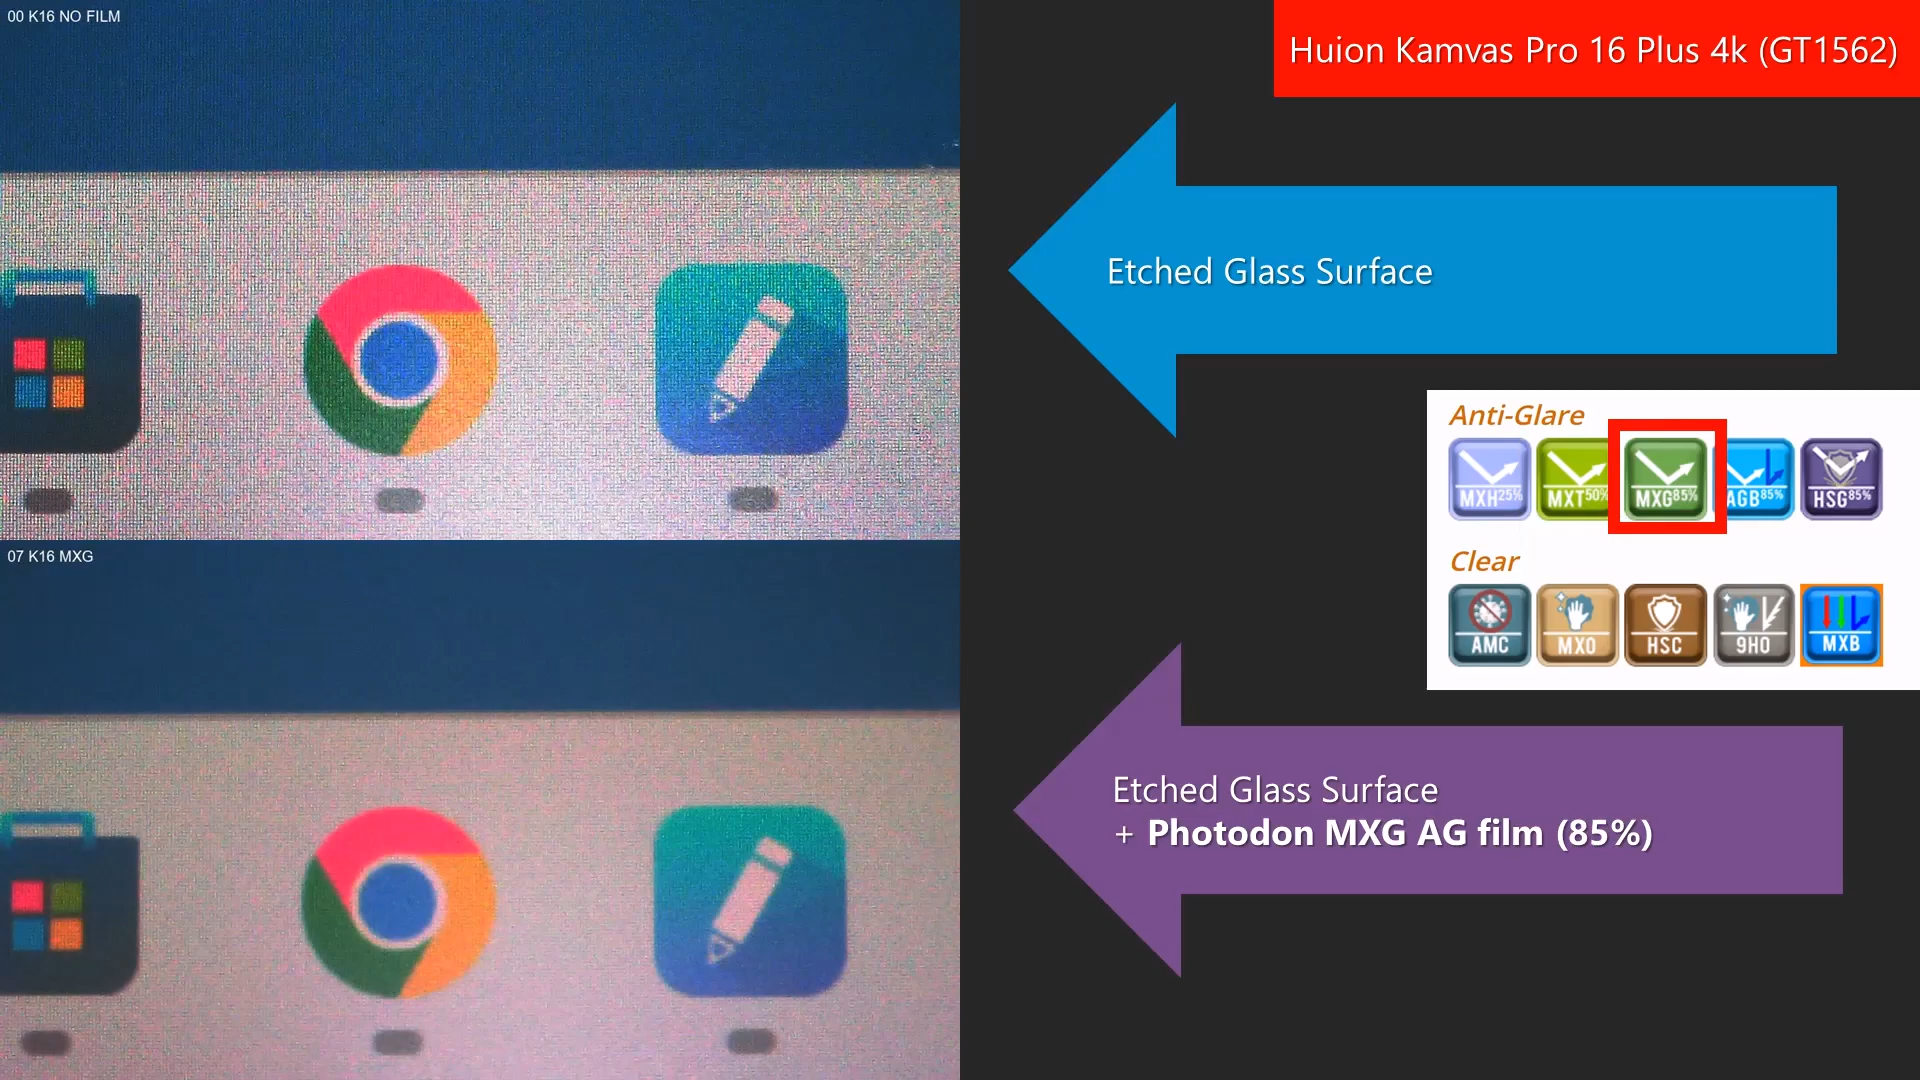 00 K16 NO FILM
Huion Kamvas Pro 16 Plus 4k (GT1562)
Etched Glass Surface
Anti-Glare
MXH25% MXT50% MXG85% AGB85% HSG85%
Clear
AMC MXO HSC 9HO MXB
07 K16 MXG
Etched Glass Surface
+ Photodon MXG AG film (85%)